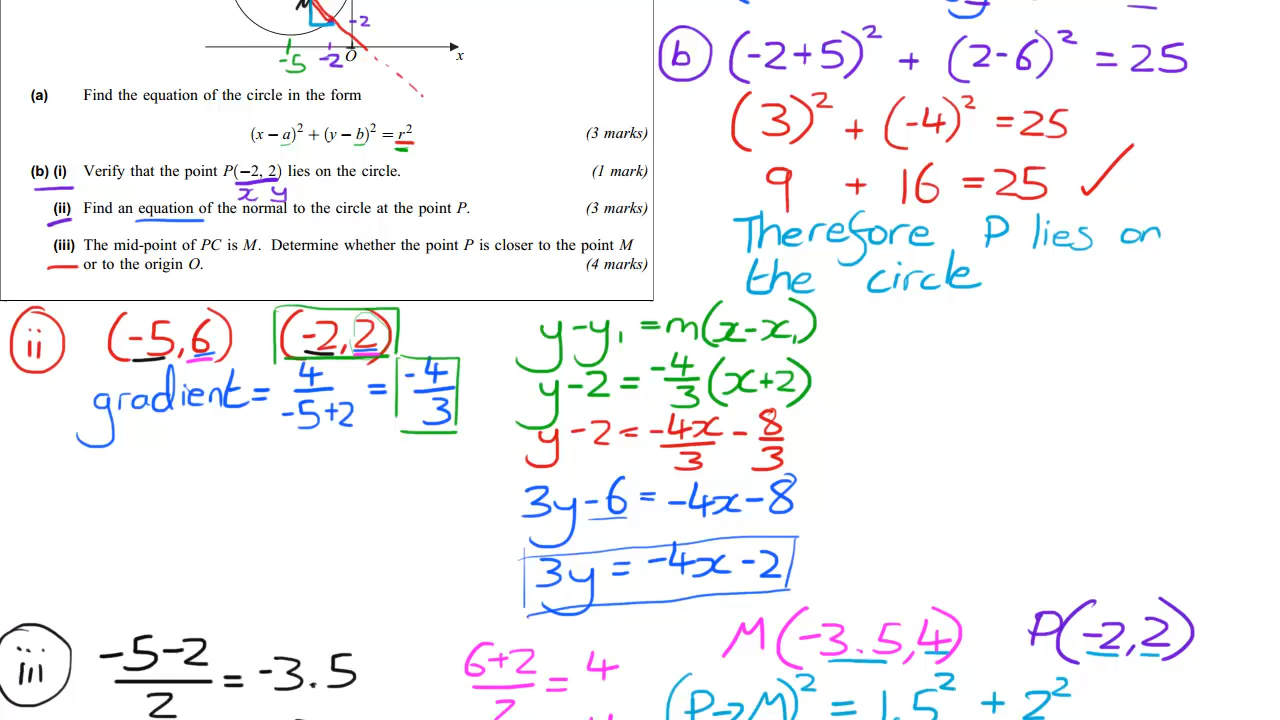 M
-2
-5
-2
O
x
(a) Find the equation of the circle in the form
(x − a)² + (y − b)² = r² (3 marks)
(b) (i) Verify that the point P(−2, 2) lies on the circle. (1 mark)
x y
(ii) Find an equation of the normal to the circle at the point P. (3 marks)
(iii) The mid-point of PC is M. Determine whether the point P is closer to the point M
or to the origin O. (4 marks)
b (-2+5)² + (2-6)² = 25
(3)² + (-4)² = 25
9 + 16 = 25 ✓
Therefore P lies on
the circle
ii (-5,6) (-2,2)
gradient = 4/(-5+2) = -4/3
y-y₁ = m(x-x₁)
y-2 = -4/3(x+2)
y-2 = -4x/3 - 8/3
3y-6 = -4x-8
3y = -4x-2
iii (-5-2)/2 = -3.5
(6+2)/2 = 4
M(-3.5,4) P(-2,2)
(P→M)² = 1.5² + 2²